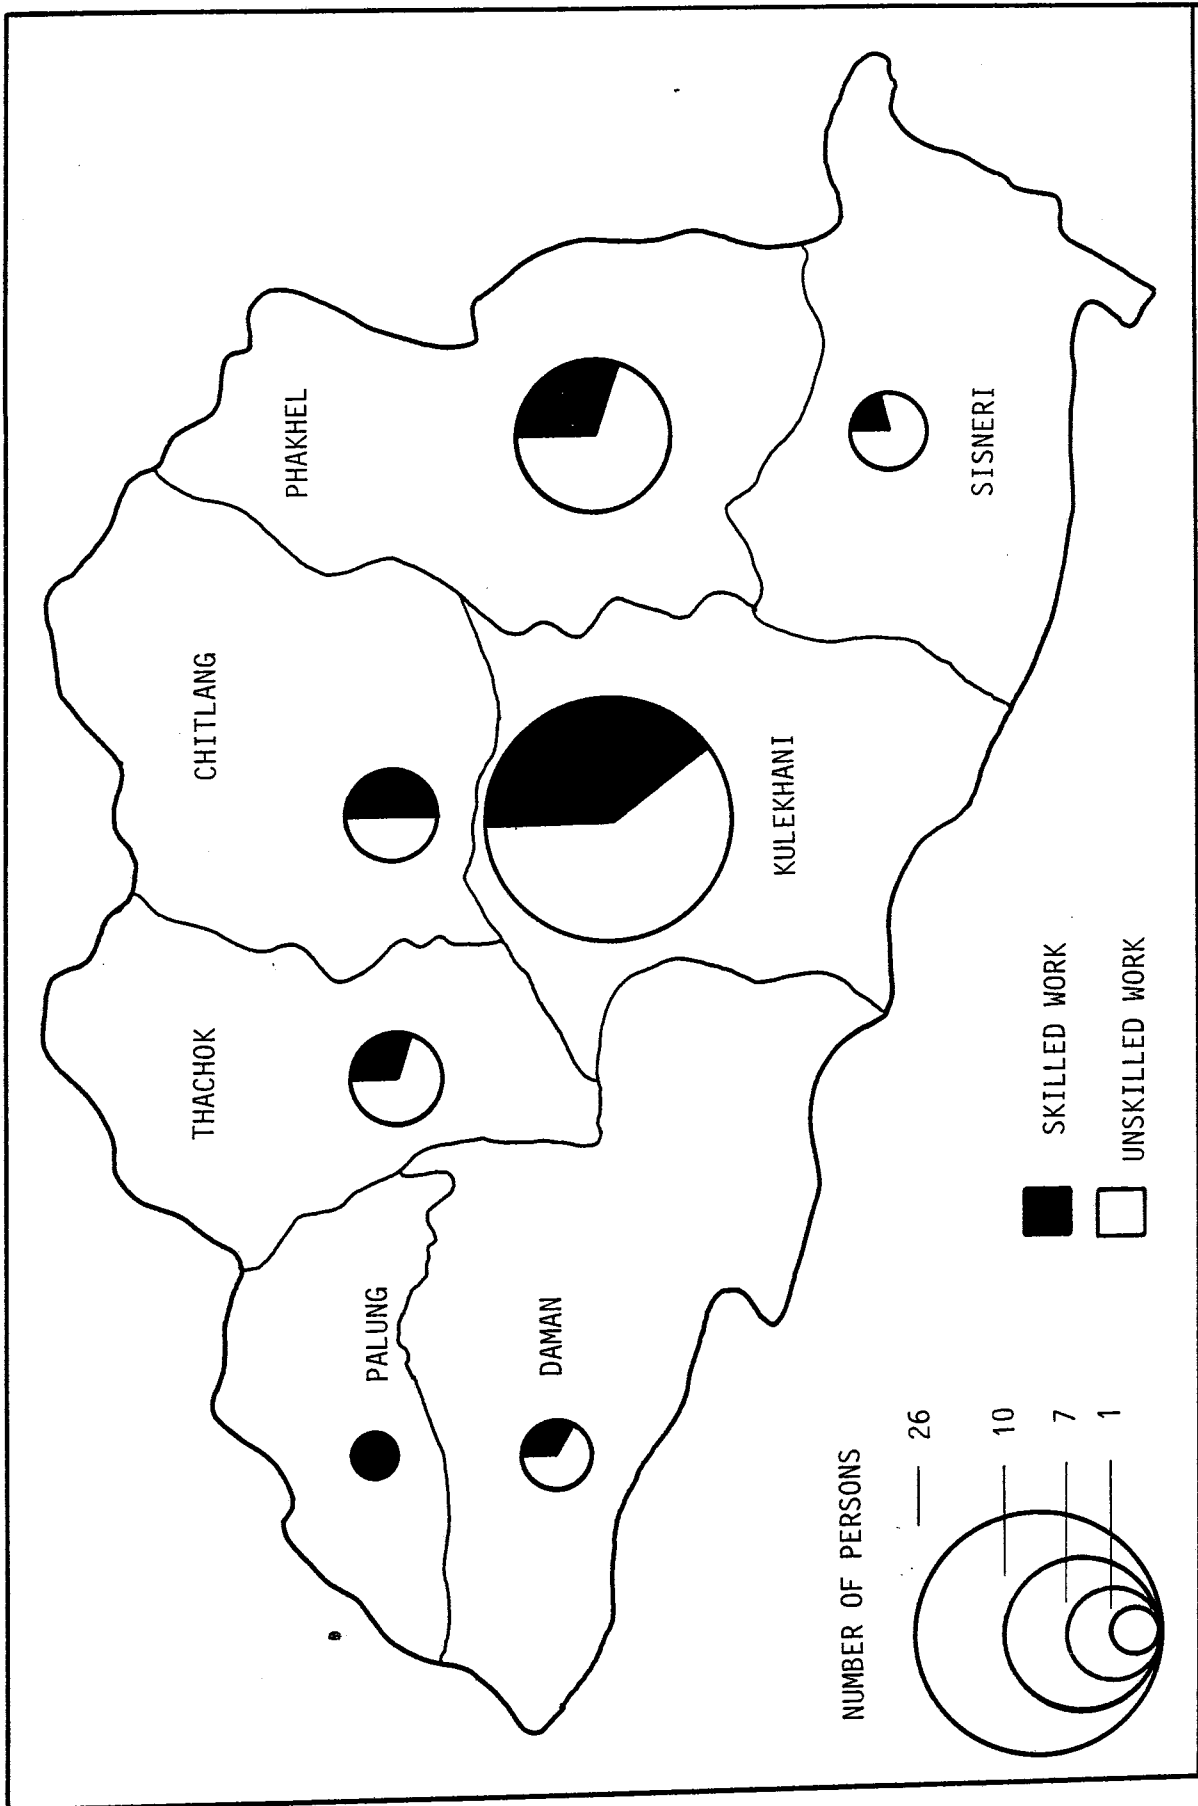 PHAKHEL
CHITLANG
THACHOK
PALUNG
DAMAN
KULEKHANI
SISNERI
NUMBER OF PERSONS
26
10
7
1
SKILLED WORK
UNSKILLED WORK